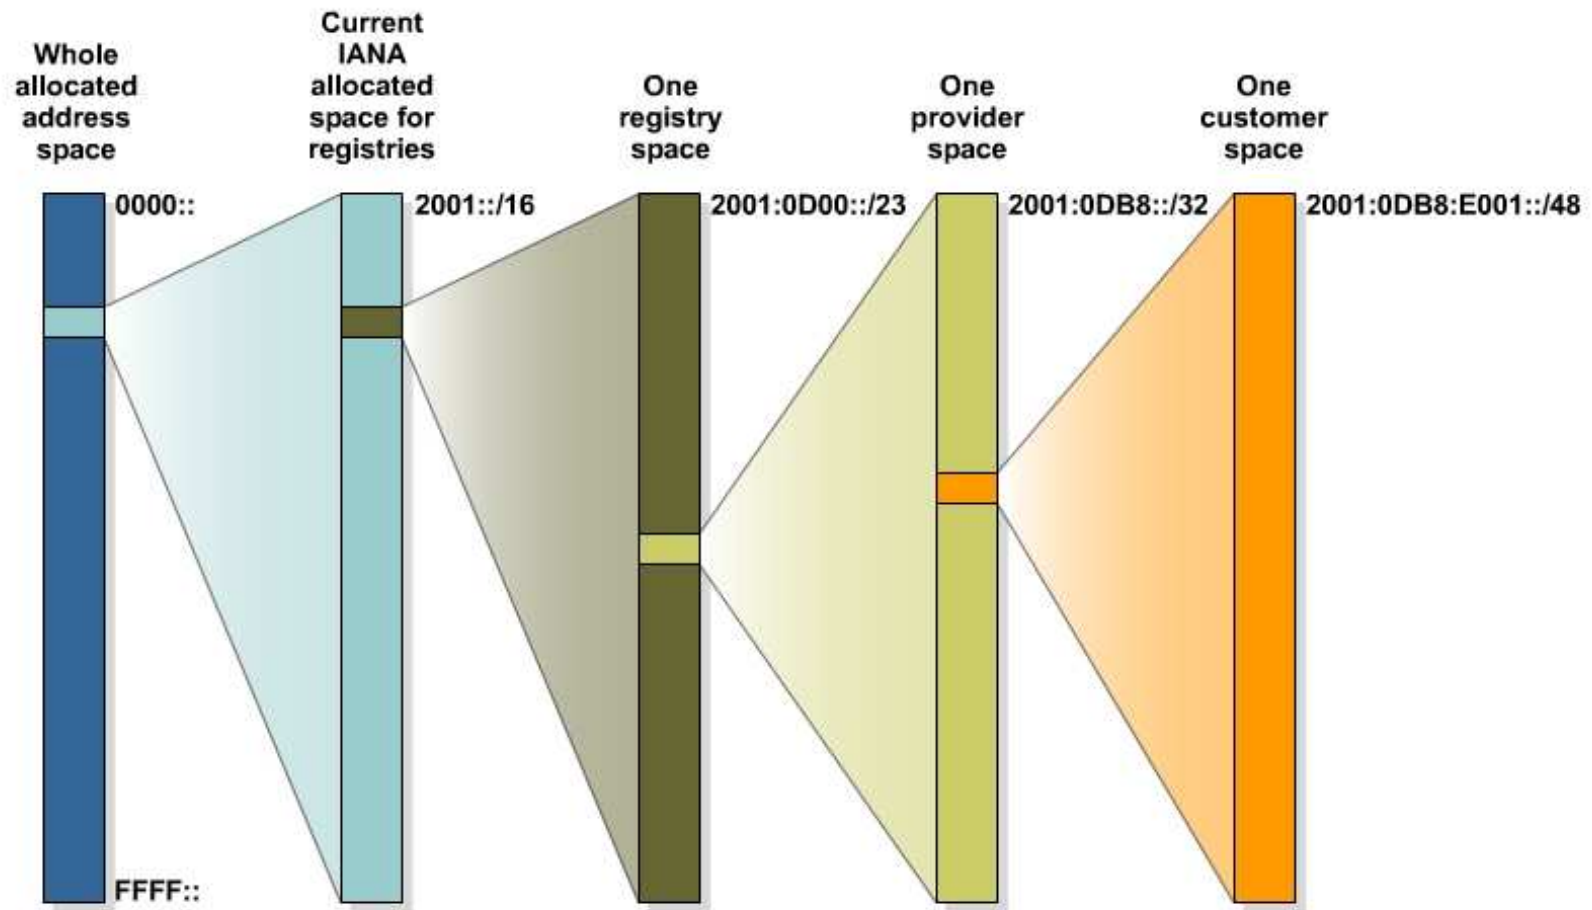 Whole
allocated
address
space
Current
IANA
allocated
space for
registries
One
registry
space
One
provider
space
One
customer
space
0000::
2001::/16
2001:0D00::/23
2001:0DB8::/32
2001:0DB8:E001::/48
FFFF::